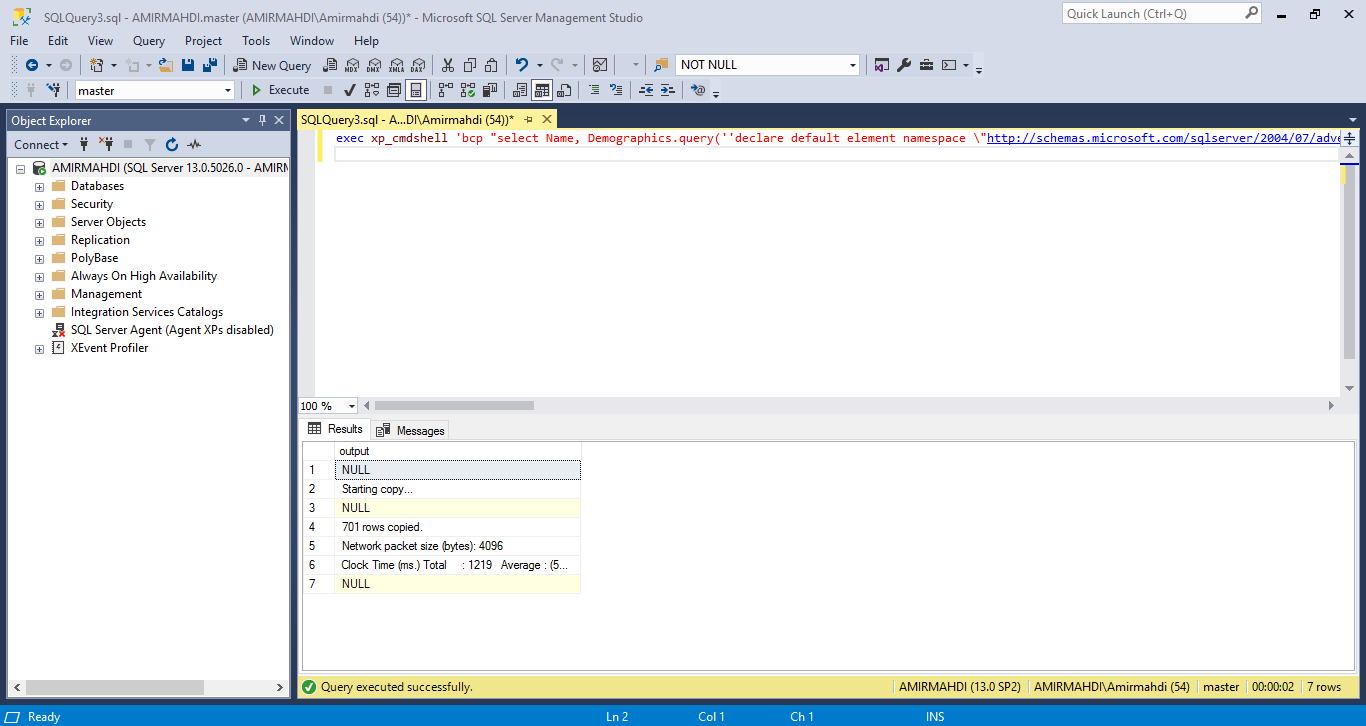 SQLQuery3.sql - AMIRMAHDI.master (AMIRMAHDI\Amirmahdi (54))* - Microsoft SQL Server Management Studio
Quick Launch (Ctrl+Q)
File Edit View Query Project Tools Window Help
New Query MDX DMX XMLA DAX NOT NULL
master Execute
Object Explorer
Connect
AMIRMAHDI (SQL Server 13.0.5026.0 - AMIRM
Databases
Security
Server Objects
Replication
PolyBase
Always On High Availability
Management
Integration Services Catalogs
SQL Server Agent (Agent XPs disabled)
XEvent Profiler
SQLQuery3.sql - A...DI\Amirmahdi (54))*
exec xp_cmdshell 'bcp "select Name, Demographics.query(''declare default element namespace \"http://schemas.microsoft.com/sqlserver/2004/07/adve
100 %
Results Messages
output
1 NULL
2 Starting copy...
3 NULL
4 701 rows copied.
5 Network packet size (bytes): 4096
6 Clock Time (ms.) Total : 1219 Average : (5...
7 NULL
Query executed successfully. AMIRMAHDI (13.0 SP2) AMIRMAHDI\Amirmahdi (54) master 00:00:02 7 rows
Ready Ln 2 Col 1 Ch 1 INS